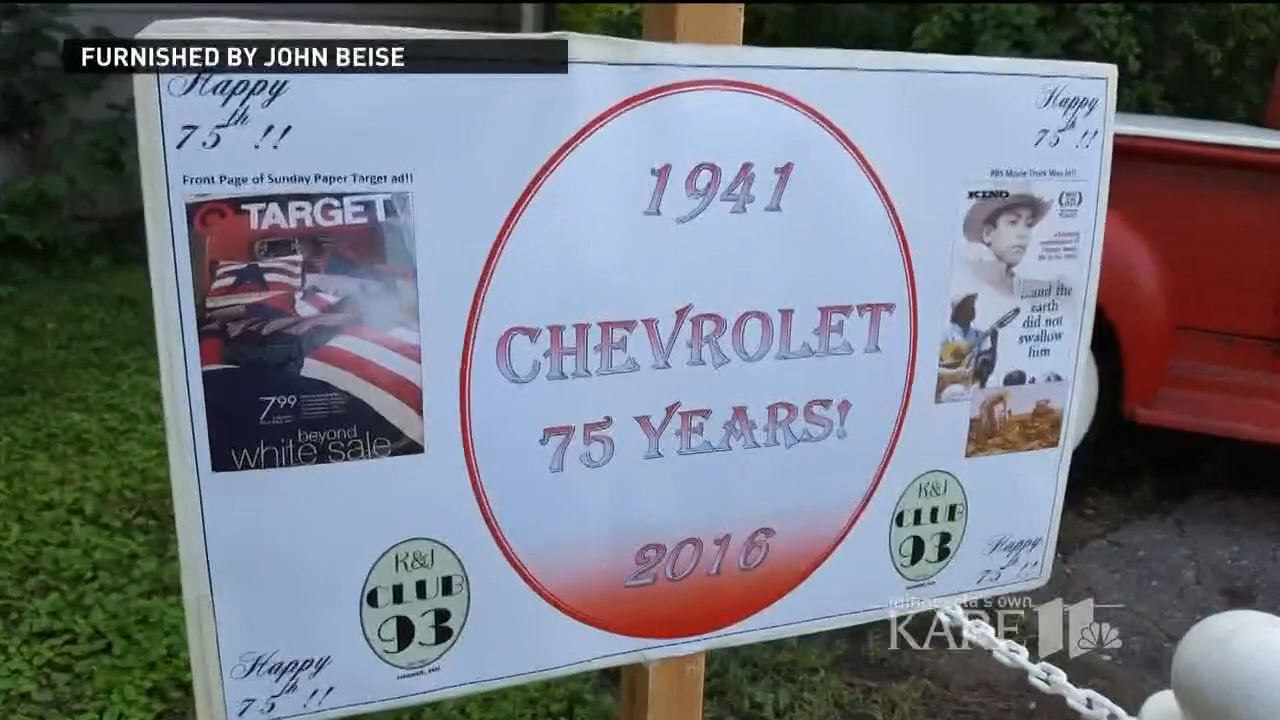 FURNISHED BY JOHN BEISE
Happy
75th !!
Happy
75th !!
Front Page of Sunday Paper Target ad!!
TARGET
7.99
beyond
white sale
1941
CHEVROLET
75 YEARS!
2016
PBS Movie Truck Was In!!
KINO
...and the
earth
did not
swallow
him
K&J
CLUB
93
K&J
CLUB
93
Happy
75th !!
Happy
75th !!
minnesota's own
KARE 11